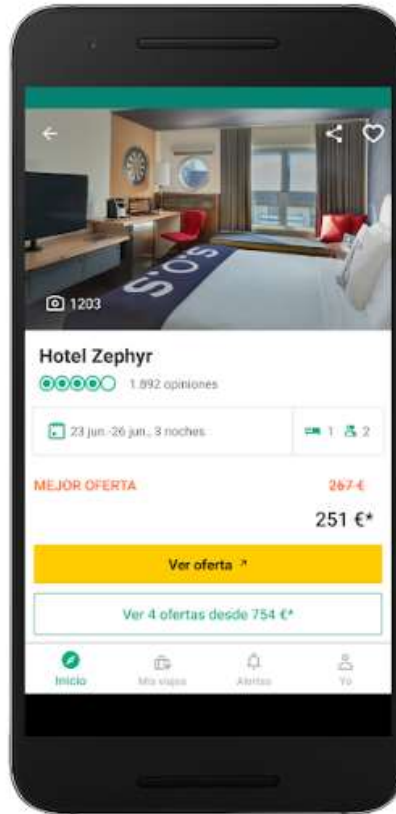 S.O.S
1203
Hotel Zephyr
1.892 opiniones
23 jun.-26 jun., 3 noches
1
2
MEJOR OFERTA
267 €
251 €*
Ver oferta
Ver 4 ofertas desde 754 €*
Inicio
Mis viajes
Alertas
Yo